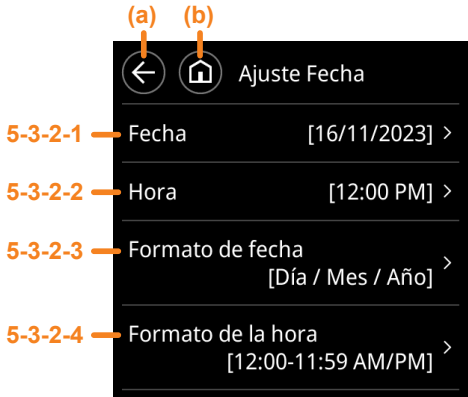 (a) (b)
Ajuste Fecha
5-3-2-1 Fecha [16/11/2023] >
5-3-2-2 Hora [12:00 PM] >
5-3-2-3 Formato de fecha
[Día / Mes / Año] >
5-3-2-4 Formato de la hora
[12:00-11:59 AM/PM] >